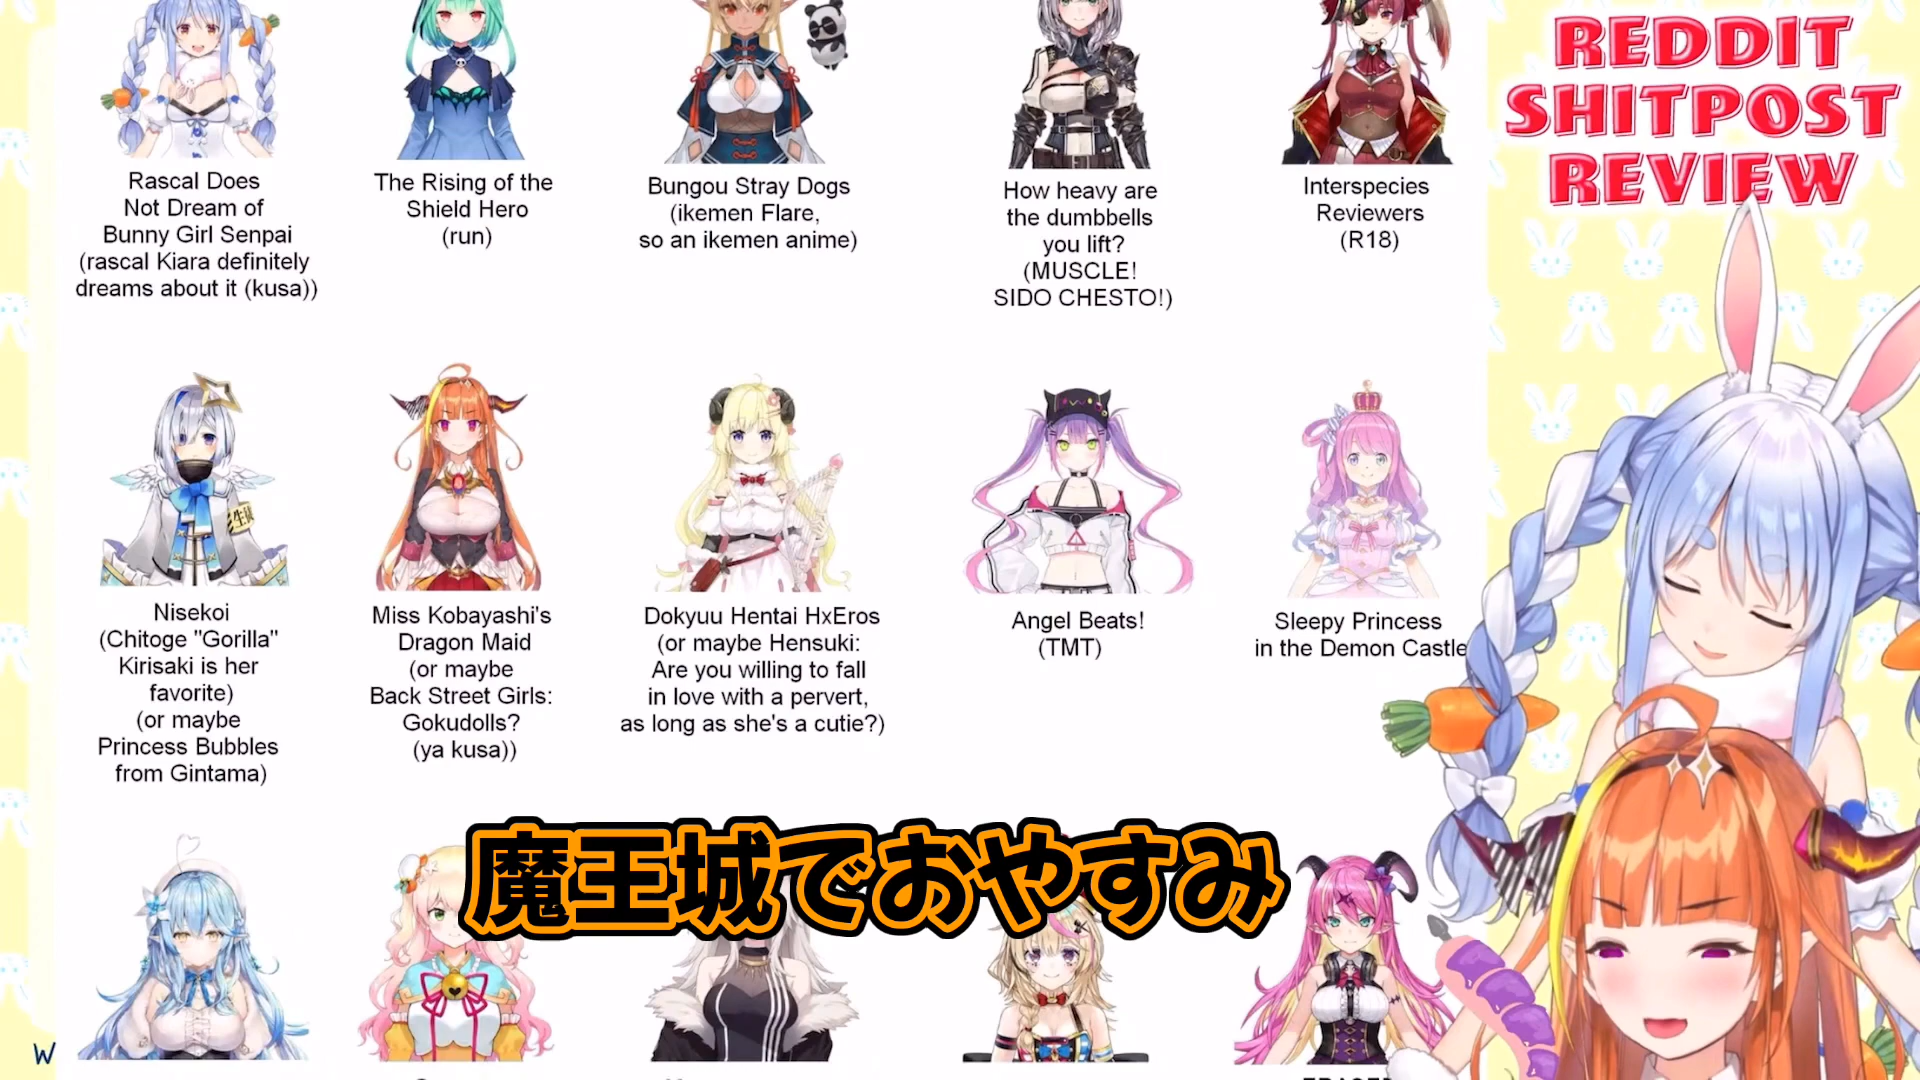 REDDIT
SHITPOST
REVIEW
Rascal Does
Not Dream of
Bunny Girl Senpai
(rascal Kiara definitely
dreams about it (kusa))
The Rising of the
Shield Hero
(run)
Bungou Stray Dogs
(ikemen Flare,
so an ikemen anime)
How heavy are
the dumbbells
you lift?
(MUSCLE!
SIDO CHESTO!)
Interspecies
Reviewers
(R18)
Nisekoi
(Chitoge "Gorilla"
Kirisaki is her
favorite)
(or maybe
Princess Bubbles
from Gintama)
Miss Kobayashi's
Dragon Maid
(or maybe
Back Street Girls:
Gokudolls?
(ya kusa))
Dokyuu Hentai HxEros
(or maybe Hensuki:
Are you willing to fall
in love with a pervert,
as long as she's a cutie?)
Angel Beats!
(TMT)
Sleepy Princess
in the Demon Castle
魔王城でおやすみ
W